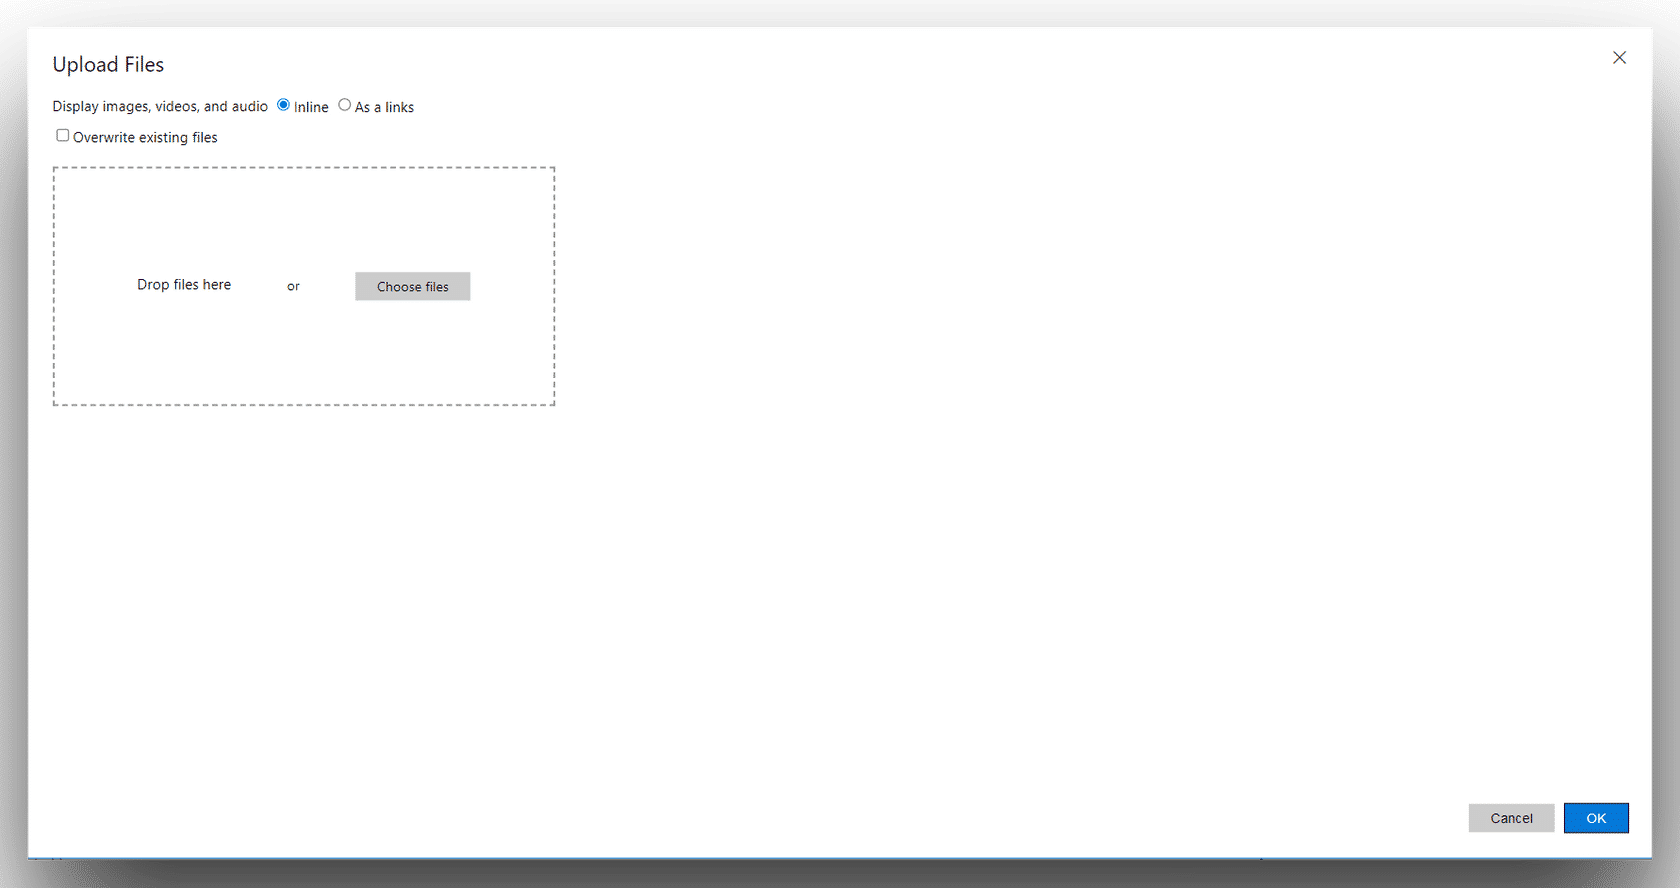 Upload Files
Display images, videos, and audio Inline As a links
Overwrite existing files
Drop files here or Choose files
Cancel OK